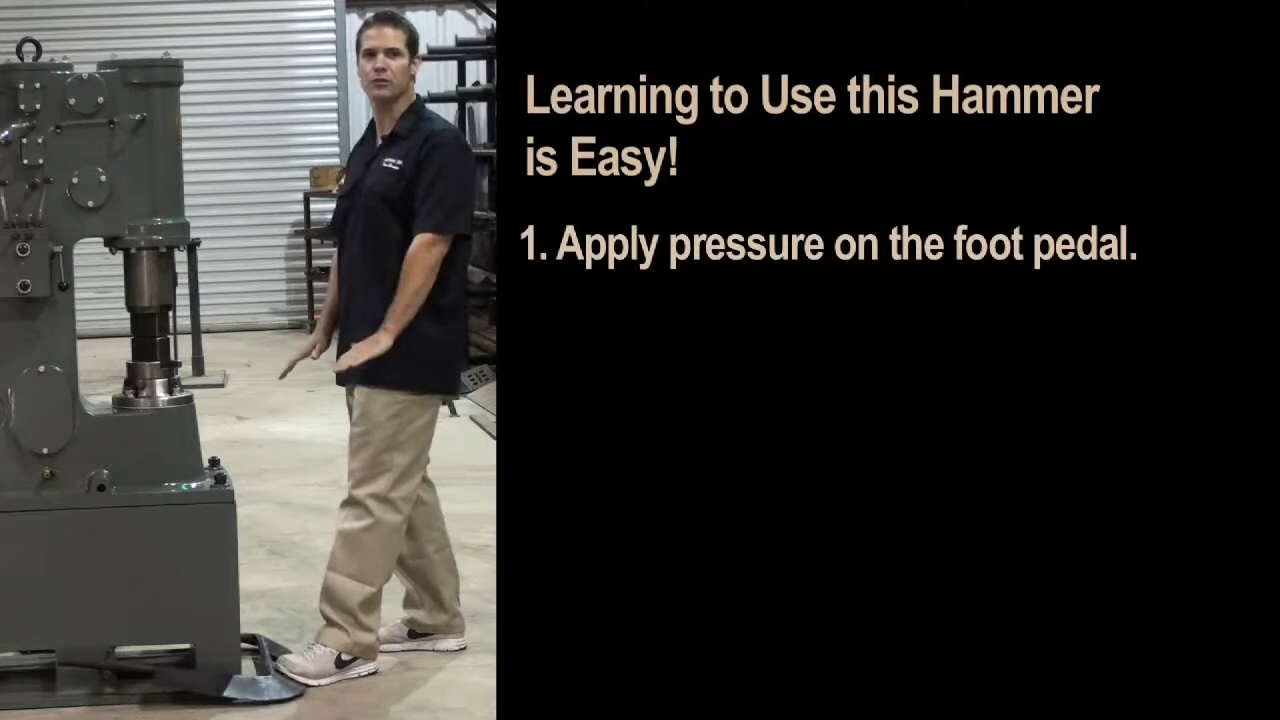 Learning to Use this Hammer
is Easy!
1. Apply pressure on the foot pedal.